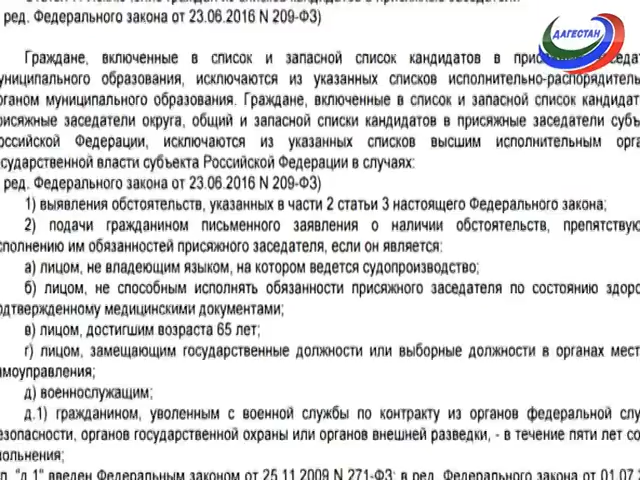 ред. Федерального закона от 23.06.2016 N 209-ФЗ)
ДАГЕСТАН
Граждане, включенные в список и запасной список кандидатов в
муниципального образования, исключаются из указанных списков исполнительно-распорядитель
органом муниципального образования. Граждане, включенные в список и запасной список кандидат
присяжные заседатели округа, общий и запасной списки кандидатов в присяжные заседатели субъ
Российской Федерации, исключаются из указанных списков высшим исполнительным орга
государственной власти субъекта Российской Федерации в случаях:
ред. Федерального закона от 23.06.2016 N 209-ФЗ)
1) выявления обстоятельств, указанных в части 2 статьи 3 настоящего Федерального закона;
2) подачи гражданином письменного заявления о наличии обстоятельств, препятствую
исполнению им обязанностей присяжного заседателя, если он является:
а) лицом, не владеющим языком, на котором ведется судопроизводство;
б) лицом, не способным исполнять обязанности присяжного заседателя по состоянию здоро
подтвержденному медицинскими документами;
в) лицом, достигшим возраста 65 лет;
г) лицом, замещающим государственные должности или выборные должности в органах мест
самоуправления;
д) военнослужащим;
д.1) гражданином, уволенным с военной службы по контракту из органов федеральной слу
безопасности, органов государственной охраны или органов внешней разведки, - в течение пяти лет со
увольнения;
п. "д.1" введен Федеральным законом от 25.11.2009 N 271-ФЗ; в ред. Федерального закона от 01.07.2